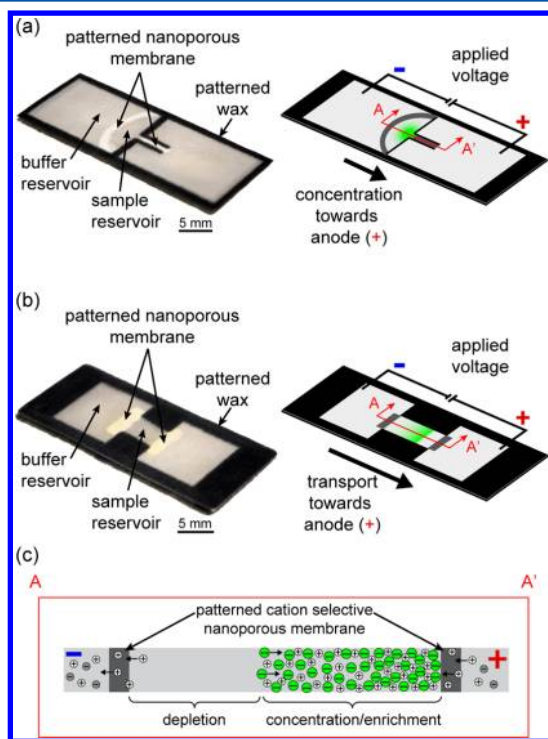 (a)
patterned nanoporous
membrane
patterned
wax
buffer
reservoir
sample
reservoir
5 mm
applied
voltage
-
+
A
A'
concentration
towards
anode (+)
(b)
patterned nanoporous
membrane
patterned
wax
buffer
reservoir
sample
reservoir
5 mm
applied
voltage
-
+
A
A'
transport
towards
anode (+)
(c)
A
A'
patterned cation selective
nanoporous membrane
-
+
depletion
concentration/enrichment